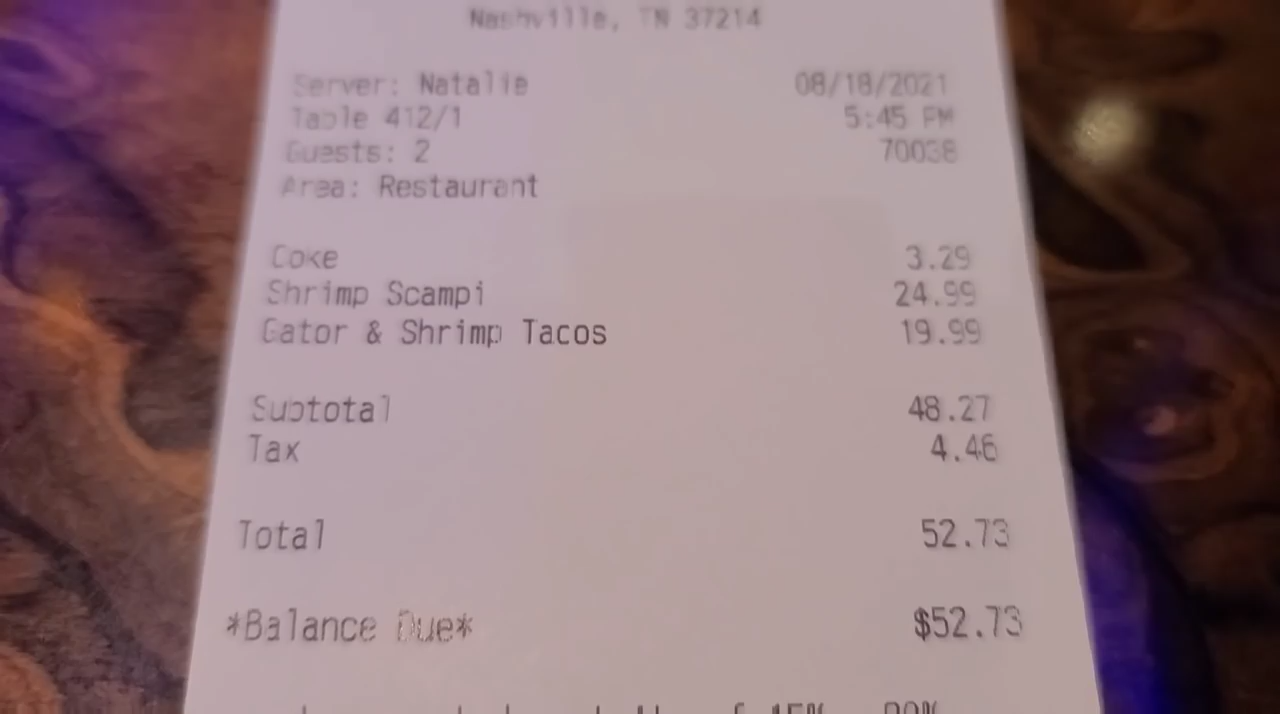 Nashville, TN 37214
Server: Natalie 08/18/2021
Table 412/1 5:45 PM
Guests: 2 70038
Area: Restaurant
Coke 3.29
Shrimp Scampi 24.99
Gator & Shrimp Tacos 19.99
Subtotal 48.27
Tax 4.46
Total 52.73
*Balance Due* $52.73